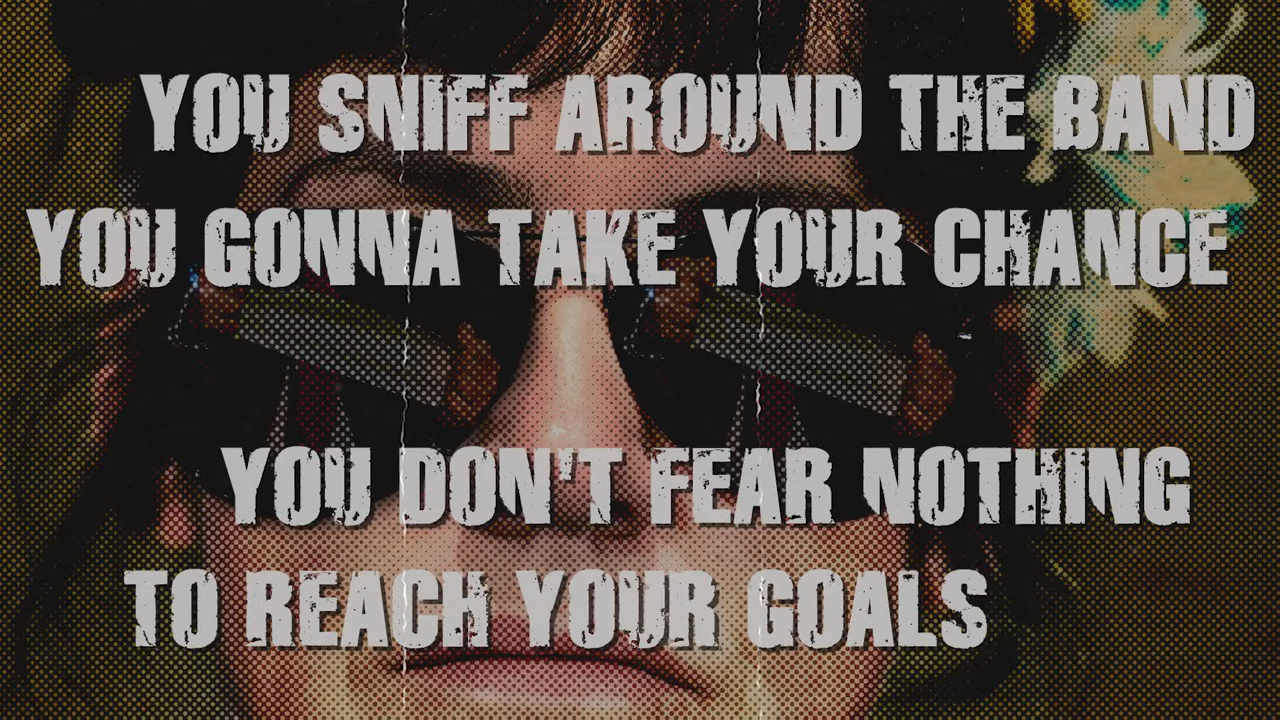 YOU SNIFF AROUND THE BAND
YOU GONNA TAKE YOUR CHANCE
YOU DON'T FEAR NOTHING
TO REACH YOUR GOALS